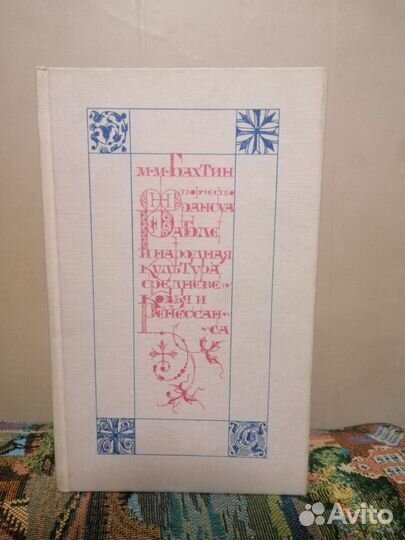 М·М·БАХТИН
ТВОРЧЕСТВО
ФРАНСУА
РАБЛЕ
И НАРОДНАЯ
КУЛЬТУРА
СРЕДНЕВЕ-
КОВЬЯ И
РЕНЕССАН-
СА
Avito